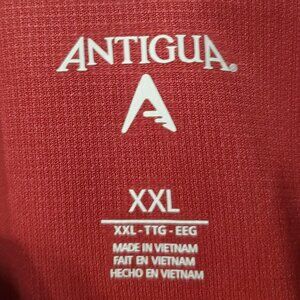 ANTIGUA®
XXL
XXL - TTG - EEG
MADE IN VIETNAM
FAIT EN VIETNAM
HECHO EN VIETNAM